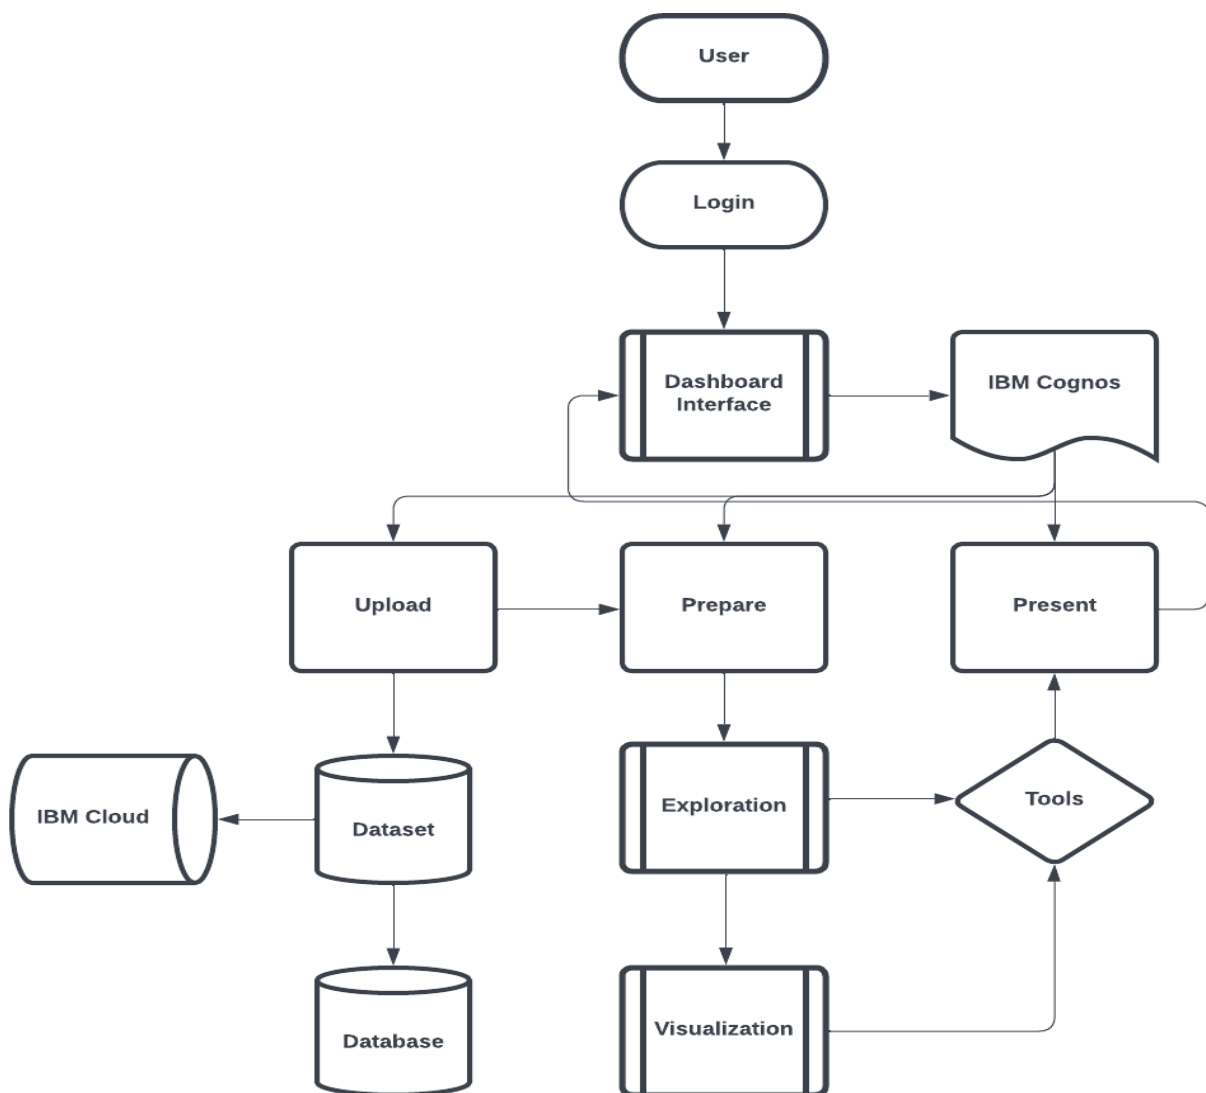 User
Login
Dashboard
Interface
IBM Cognos
Upload
Prepare
Present
IBM Cloud
Dataset
Exploration
Tools
Database
Visualization